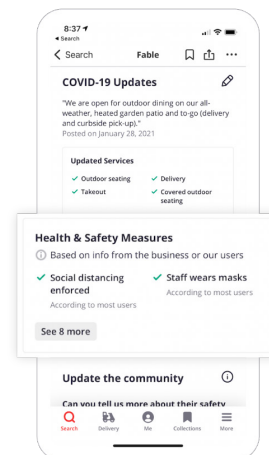 8:37
Search
Search
Fable
COVID-19 Updates
"We are open for outdoor dining on our all-
weather, heated garden patio and to-go (delivery
and curbside pick-up)."
Posted on January 28, 2021
Updated Services
Outdoor seating
Delivery
Takeout
Covered outdoor
seating
Health & Safety Measures
Based on info from the business or our users
Social distancing
enforced
According to most users
Staff wears masks
According to most users
See 8 more
Update the community
Can you tell us more about their safety
Search
Delivery
Me
Collections
More